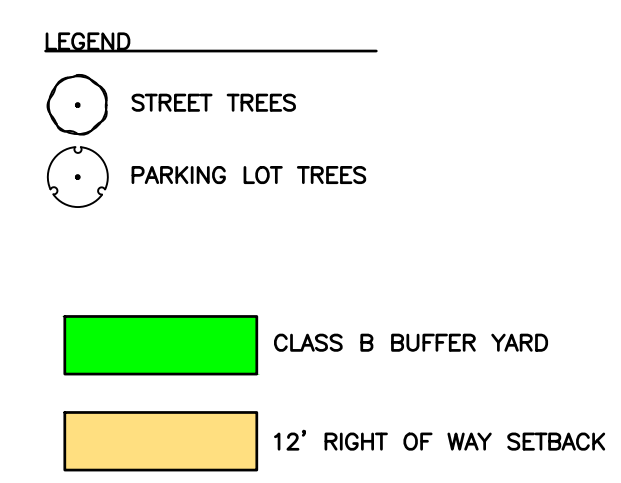 LEGEND
STREET TREES
PARKING LOT TREES
CLASS B BUFFER YARD
12' RIGHT OF WAY SETBACK